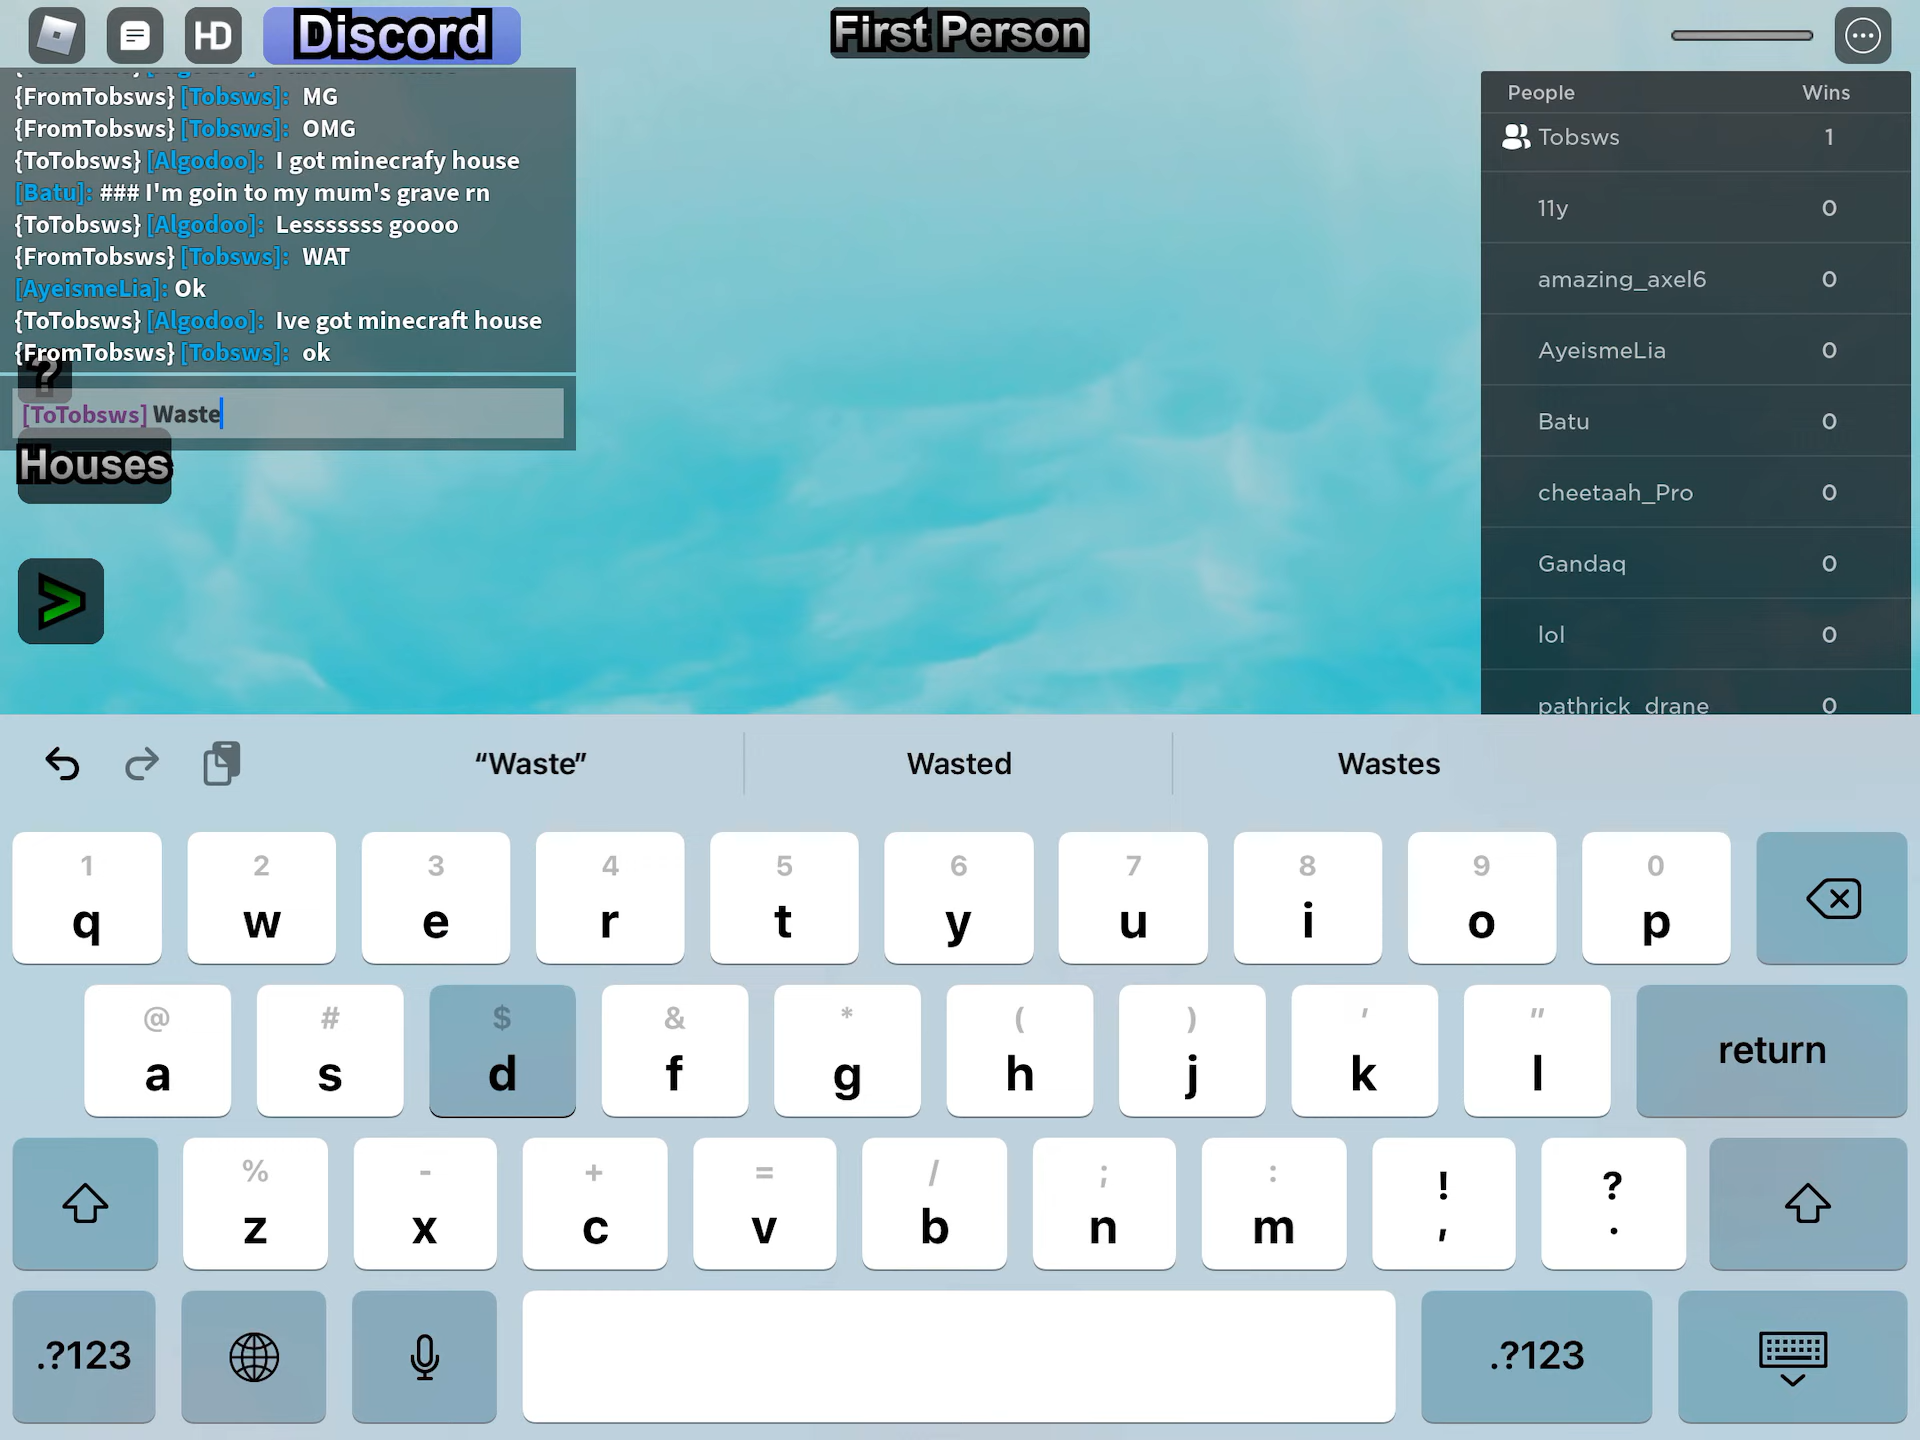 HD
Discord
First Person
{FromTobsws} [Tobsws]: MG
{FromTobsws} [Tobsws]: OMG
{ToTobsws} [Algodoo]: I got minecrafy house
[Batu]: ### I'm goin to my mum's grave rn
{ToTobsws} [Algodoo]: Lesssssss goooo
{FromTobsws} [Tobsws]: WAT
[AyeismeLia]: Ok
{ToTobsws} [Algodoo]: Ive got minecraft house
{FromTobsws} [Tobsws]: ok
?
[ToTobsws] Waste
Houses
>
People Wins
Tobsws 1
11y 0
amazing_axel6 0
AyeismeLia 0
Batu 0
cheetaah_Pro 0
Gandaq 0
lol 0
pathrick_drane 0
“Waste” Wasted Wastes
1 2 3 4 5 6 7 8 9 0
q w e r t y u i o p
@ # $ & * ( ) ' "
a s d f g h j k l return
% - + = / ; : ! ?
z x c v b n m , .
.?123 .?123